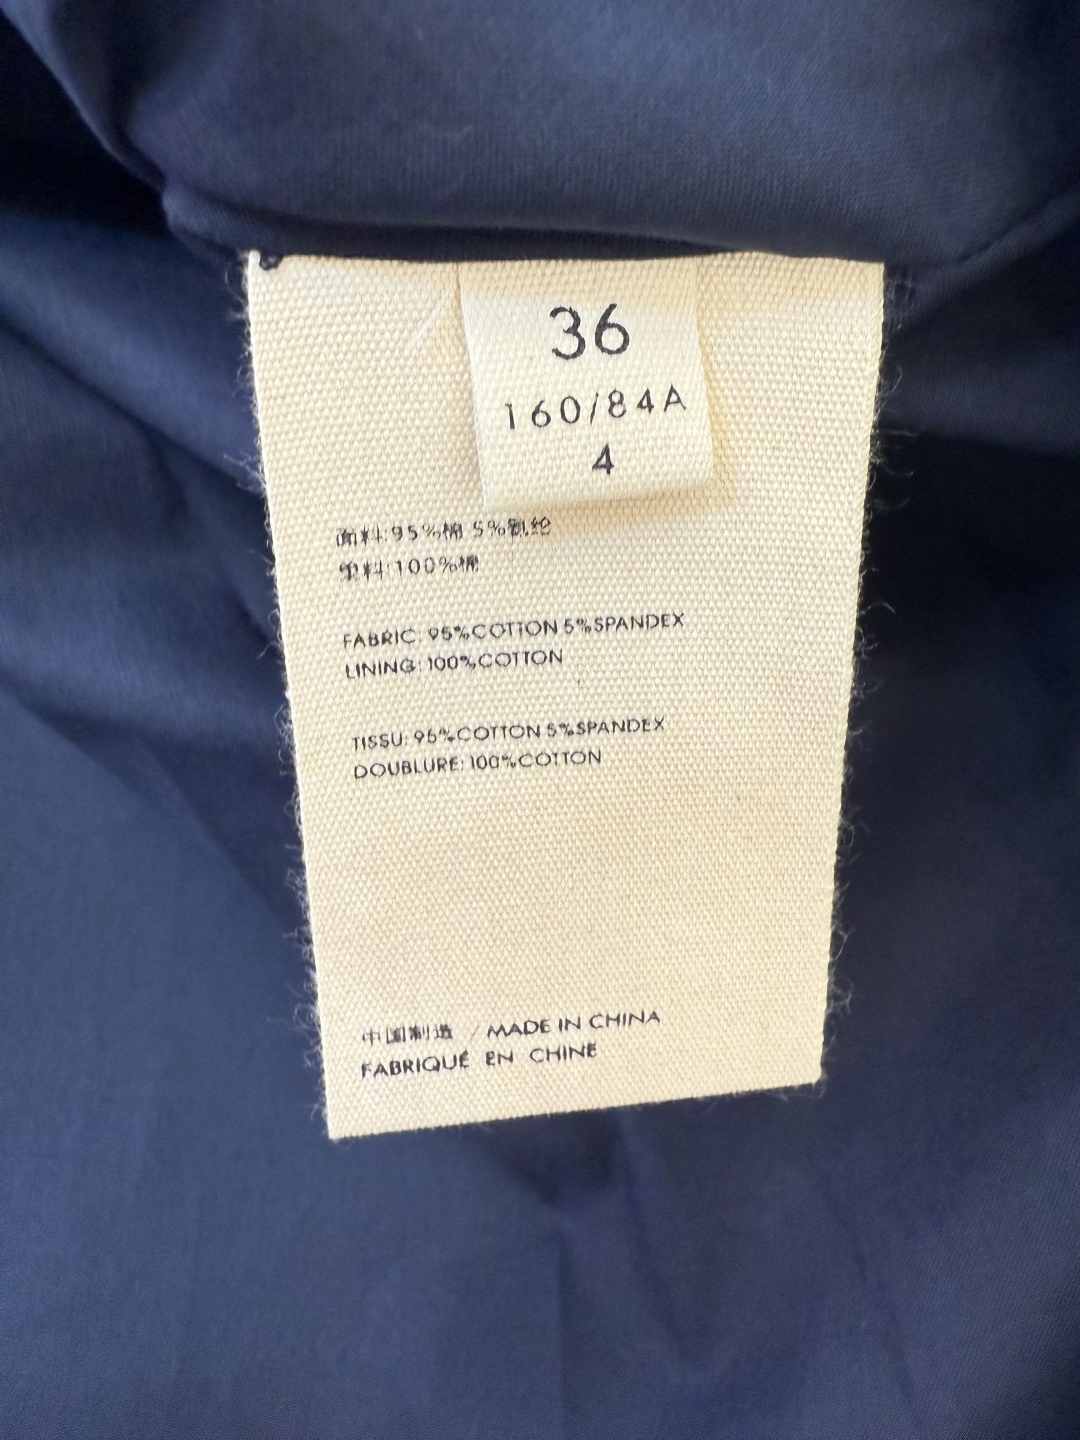 36
160/84A
4
面料:95%棉 5%氨纶
里料:100%棉
FABRIC: 95%COTTON 5%SPANDEX
LINING: 100%COTTON
TISSU: 95%COTTON 5%SPANDEX
DOUBLURE: 100%COTTON
中国制造 / MADE IN CHINA
FABRIQUÉ EN CHINE